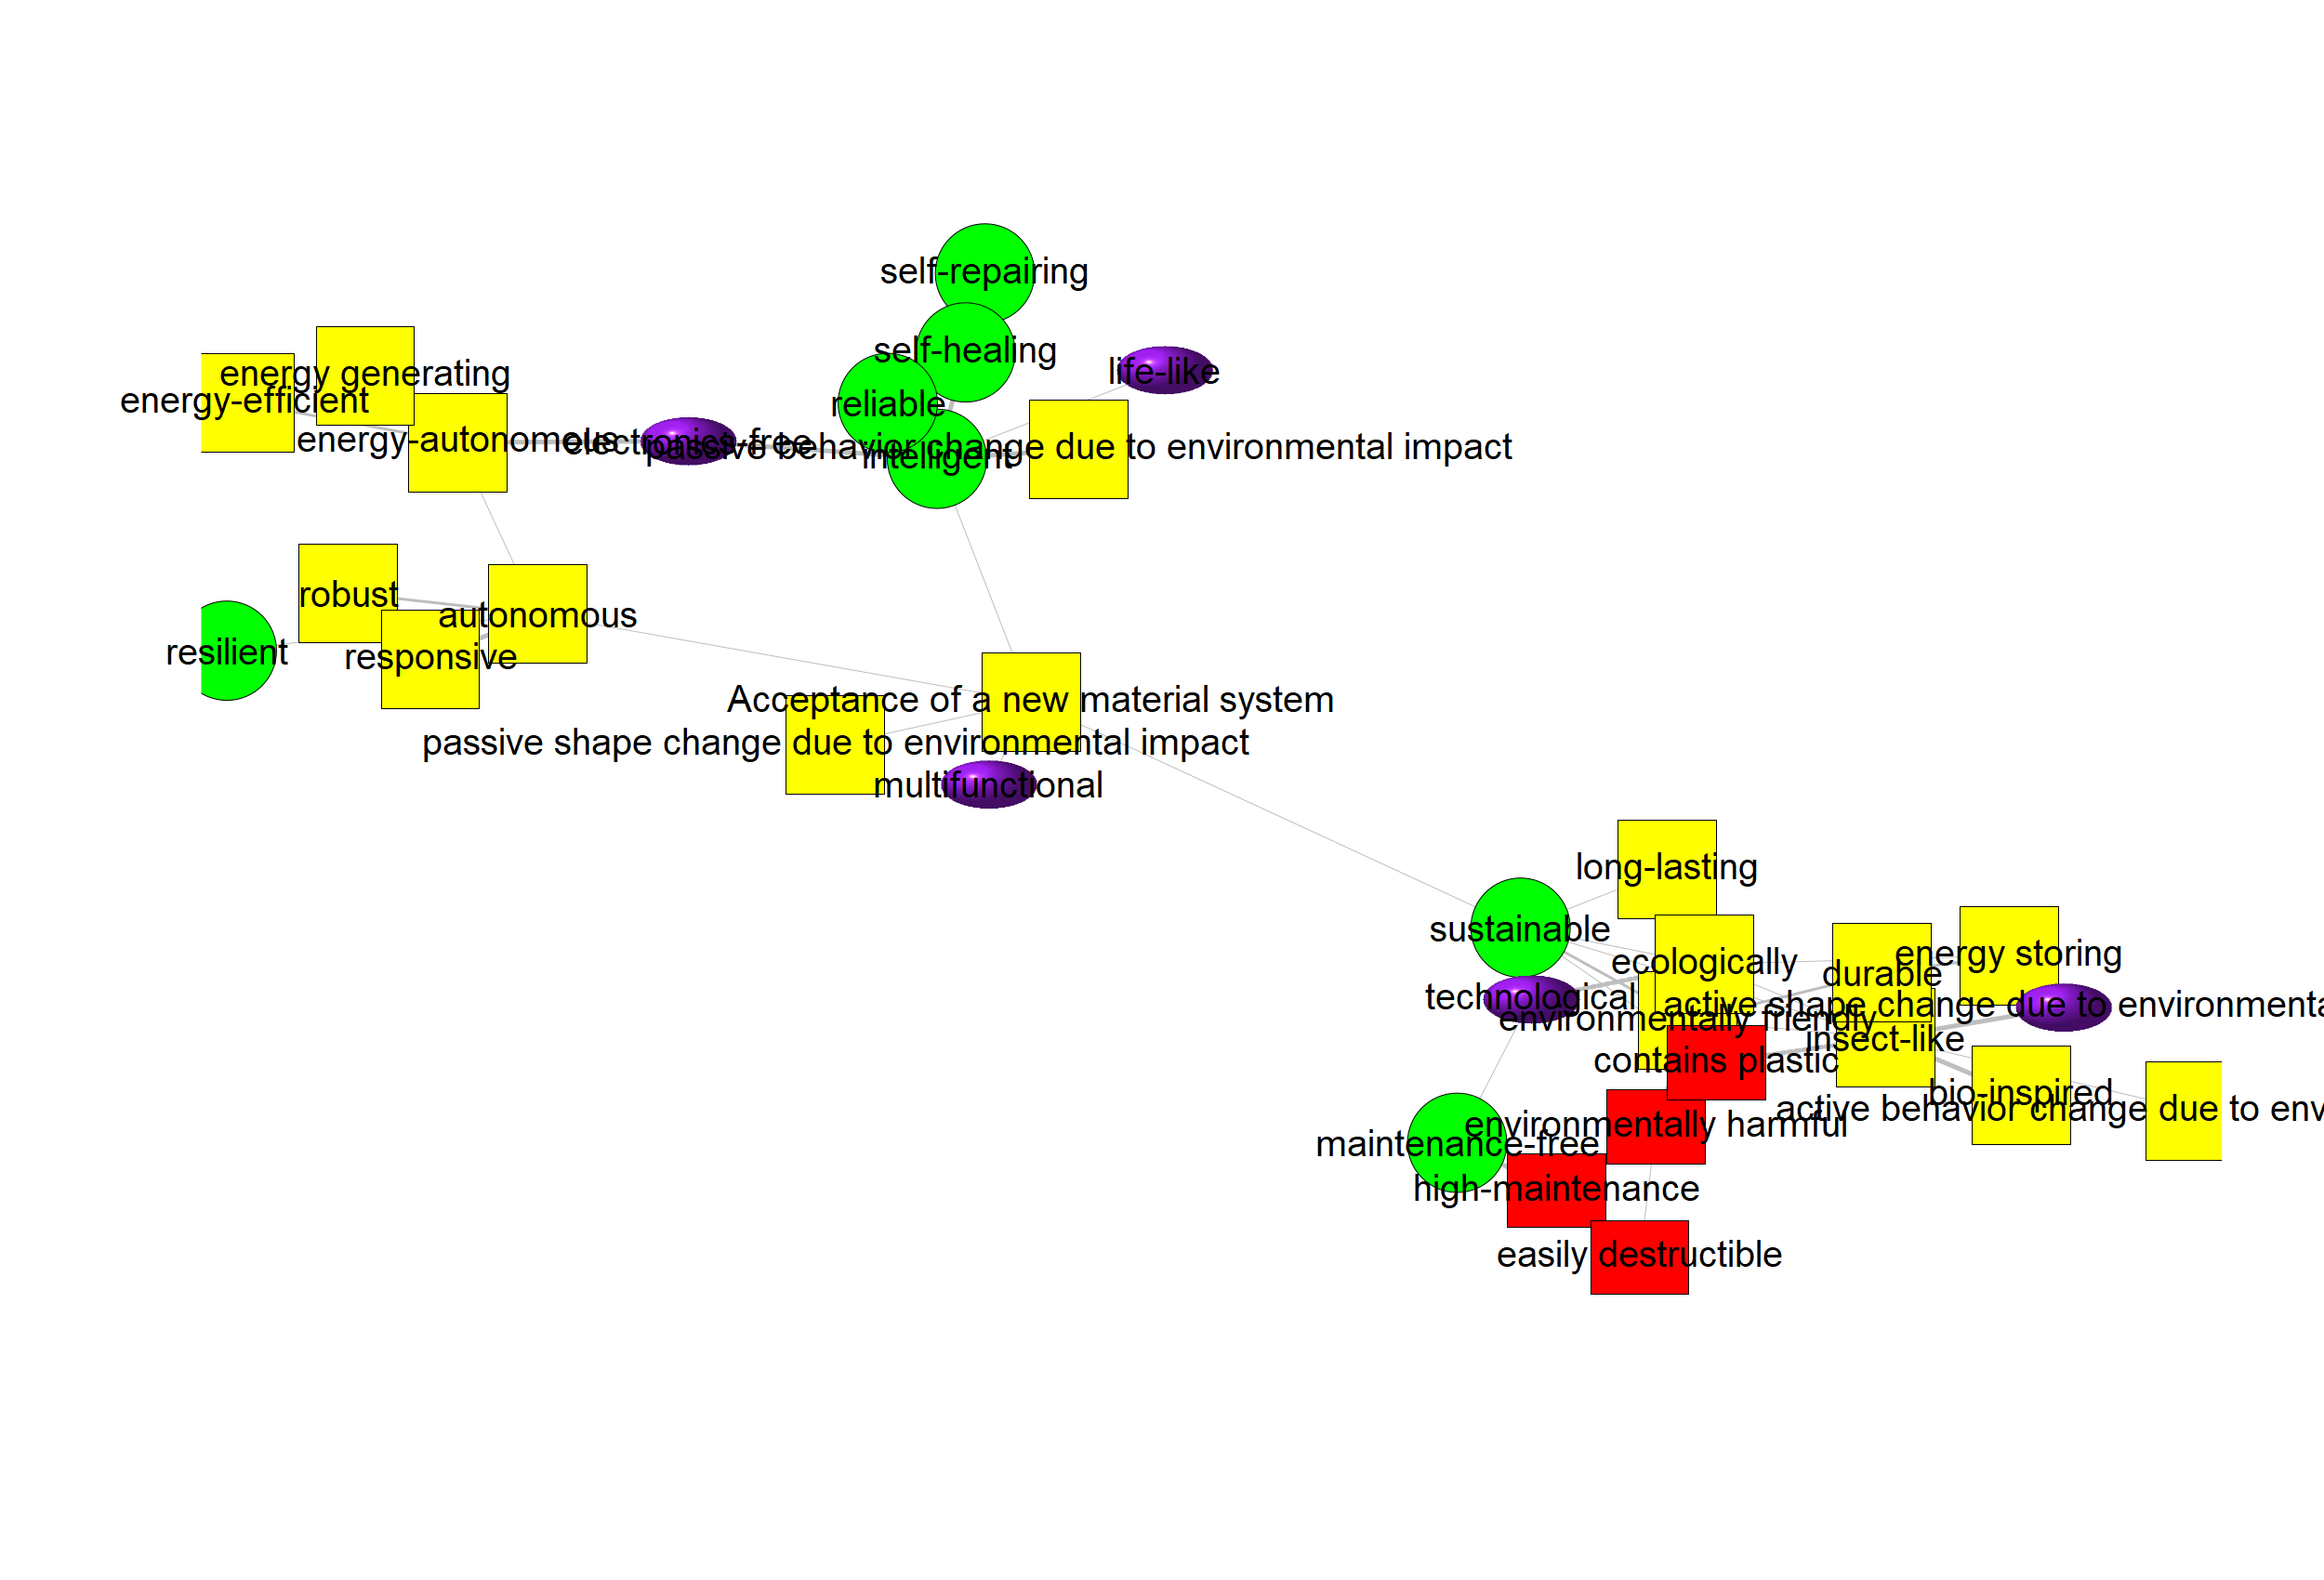 self-repairing
self-healing
life-like
energy generating
energy-efficient
reliable
energy-autonomous
electronics-free
passive behavior change due to environmental impact
intelligent
robust
autonomous
resilient
responsive
Acceptance of a new material system
passive shape change due to environmental impact
multifunctional
long-lasting
sustainable
ecologically
energy storing
durable
technological
active shape change due to environmenta
environmentally friendly
insect-like
contains plastic
bio-inspired
active behavior change due to env
environmentally harmful
maintenance-free
high-maintenance
easily destructible